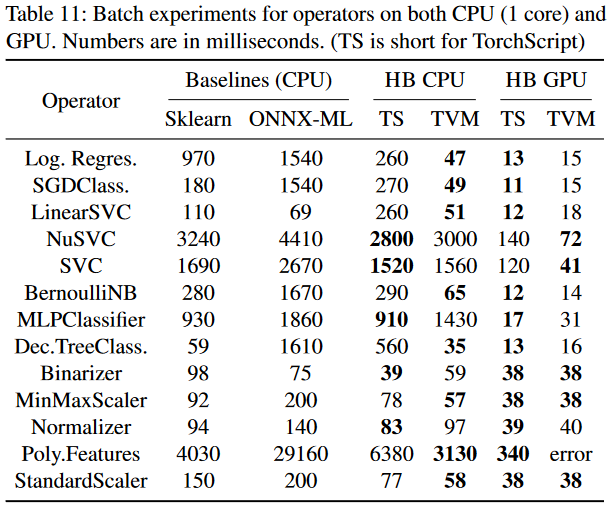 Table 11: Batch experiments for operators on both CPU (1 core) and
GPU. Numbers are in milliseconds. (TS is short for TorchScript)
Operator Baselines (CPU) HB CPU HB GPU
Sklearn ONNX-ML TS TVM TS TVM
Log. Regres. 970 1540 260 47 13 15
SGDClass. 180 1540 270 49 11 15
LinearSVC 110 69 260 51 12 18
NuSVC 3240 4410 2800 3000 140 72
SVC 1690 2670 1520 1560 120 41
BernoulliNB 280 1670 290 65 12 14
MLPClassifier 930 1860 910 1430 17 31
Dec.TreeClass. 59 1610 560 35 13 16
Binarizer 98 75 39 59 38 38
MinMaxScaler 92 200 78 57 38 38
Normalizer 94 140 83 97 39 40
Poly.Features 4030 29160 6380 3130 340 error
StandardScaler 150 200 77 58 38 38